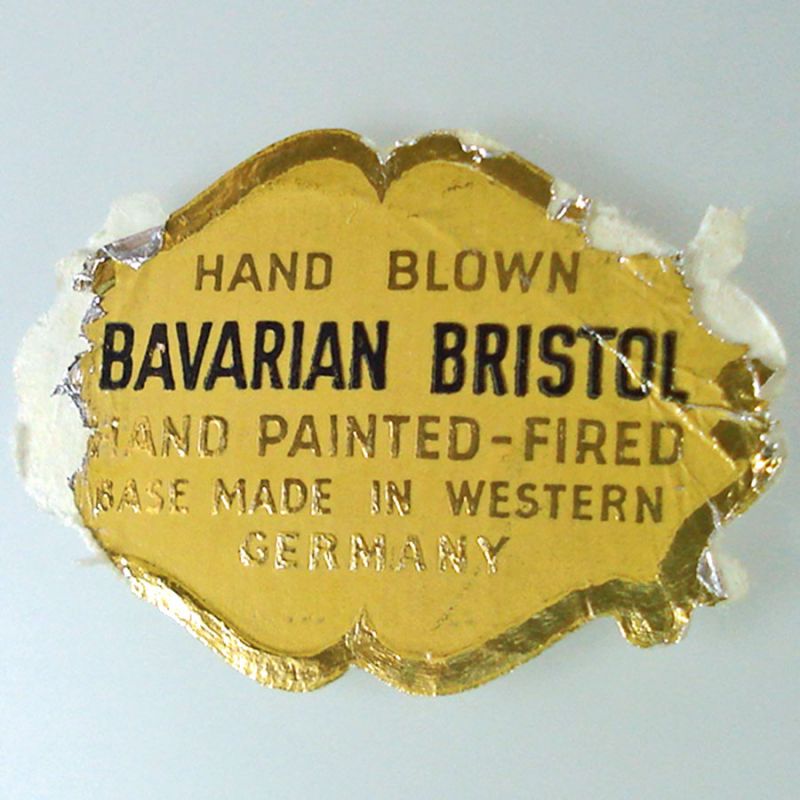 HAND BLOWN
BAVARIAN BRISTOL
HAND PAINTED-FIRED
BASE MADE IN WESTERN
GERMANY